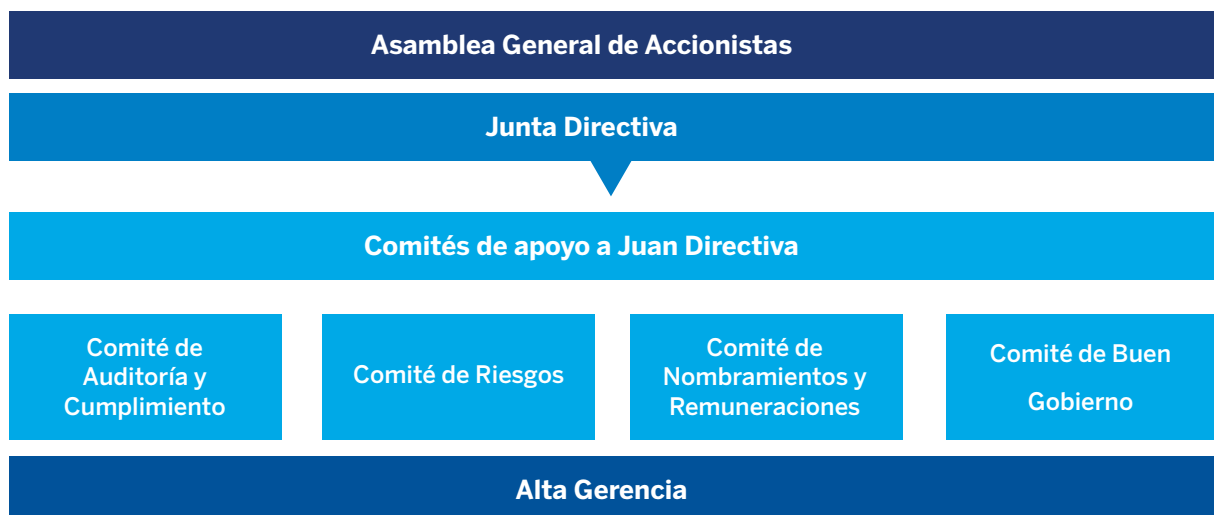 Asamblea General de Accionistas
Junta Directiva
Comités de apoyo a Juan Directiva
Comité de
Auditoría y
Cumplimiento
Comité de Riesgos
Comité de
Nombramientos y
Remuneraciones
Comité de Buen
Gobierno
Alta Gerencia